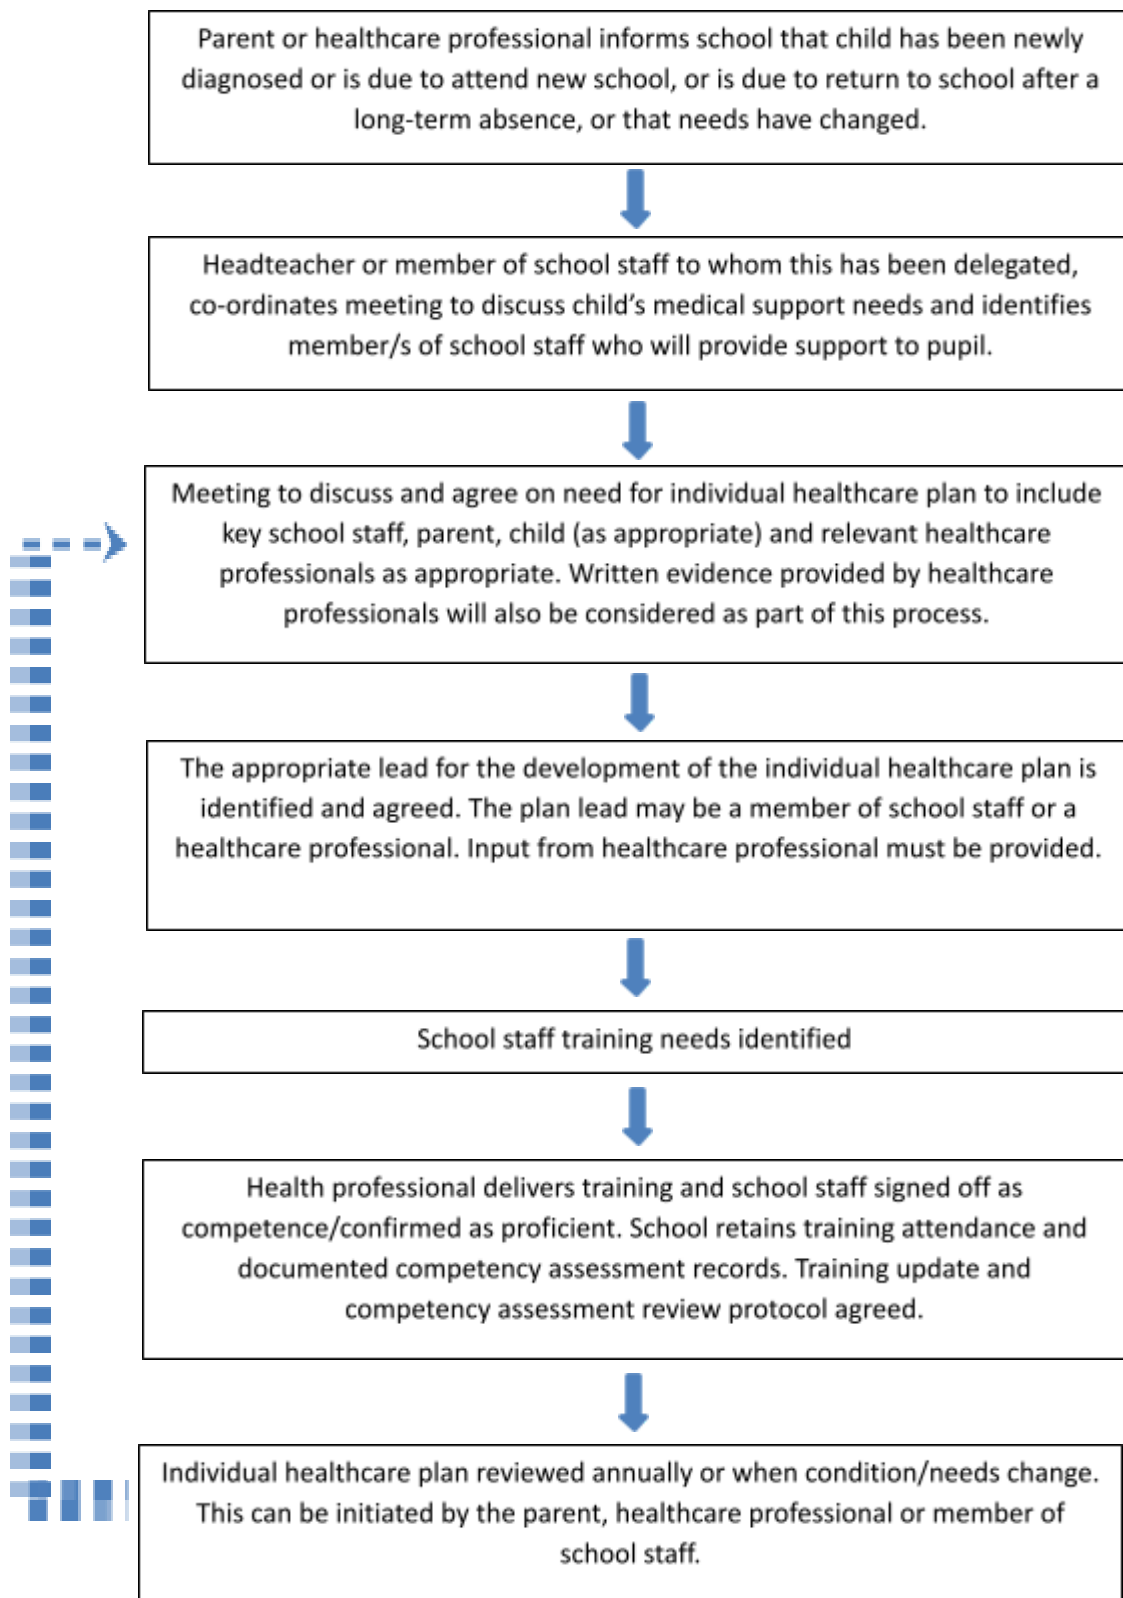 Parent or healthcare professional informs school that child has been newly
diagnosed or is due to attend new school, or is due to return to school after a
long-term absence, or that needs have changed.
Headteacher or member of school staff to whom this has been delegated,
co-ordinates meeting to discuss child’s medical support needs and identifies
member/s of school staff who will provide support to pupil.
Meeting to discuss and agree on need for individual healthcare plan to include
key school staff, parent, child (as appropriate) and relevant healthcare
professionals as appropriate. Written evidence provided by healthcare
professionals will also be considered as part of this process.
The appropriate lead for the development of the individual healthcare plan is
identified and agreed. The plan lead may be a member of school staff or a
healthcare professional. Input from healthcare professional must be provided.
School staff training needs identified
Health professional delivers training and school staff signed off as
competence/confirmed as proficient. School retains training attendance and
documented competency assessment records. Training update and
competency assessment review protocol agreed.
Individual healthcare plan reviewed annually or when condition/needs change.
This can be initiated by the parent, healthcare professional or member of
school staff.